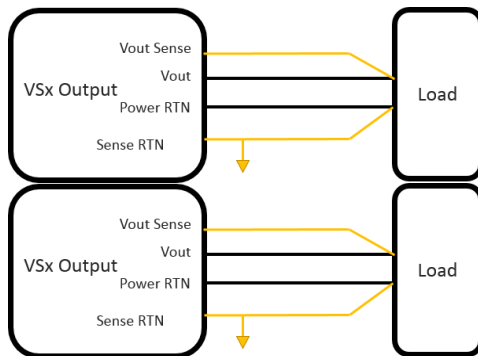 Vout Sense
Vout
VSx Output
Power RTN
Load
Sense RTN
Vout Sense
Vout
VSx Output
Load
Power RTN
Sense RTN